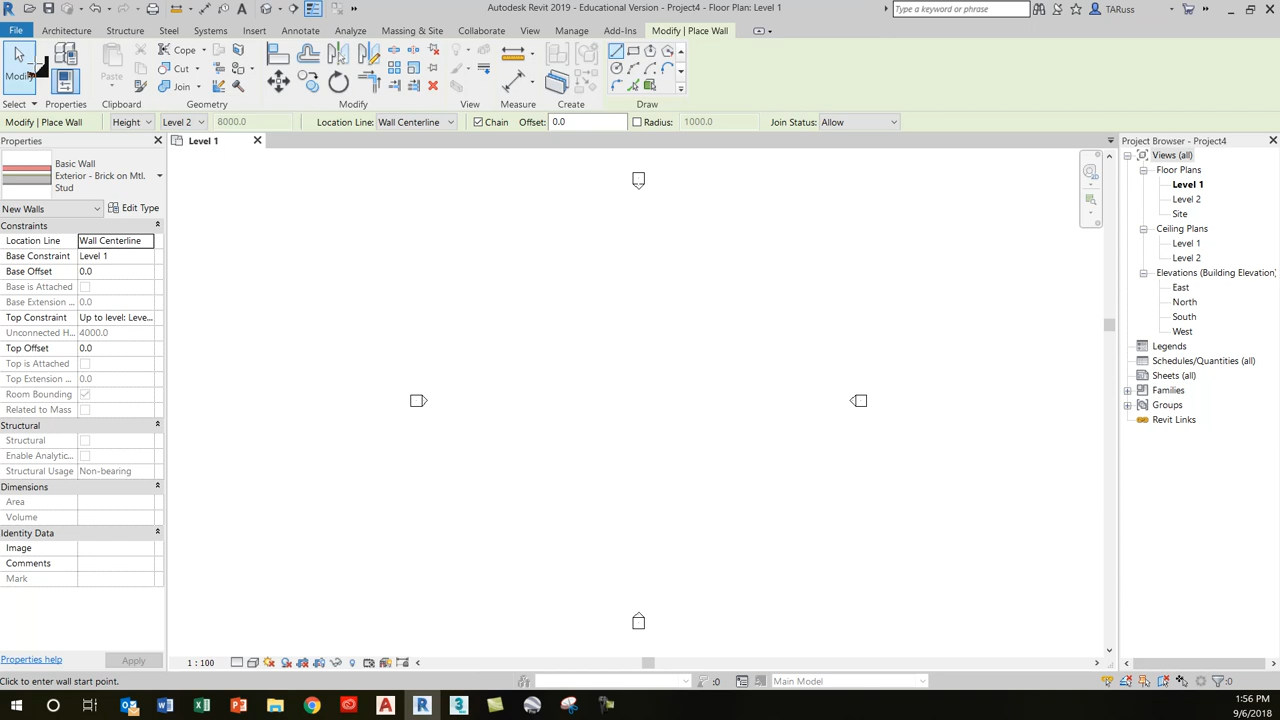 Autodesk Revit 2019 - Educational Version - Project4 - Floor Plan: Level 1
Type a keyword or phrase
TARuss
File Architecture Structure Steel Systems Insert Annotate Analyze Massing & Site Collaborate View Manage Add-Ins Modify | Place Wall
Modify
Paste
Cope
Cut
Join
Select Properties Clipboard Geometry Modify View Measure Create Draw
Modify | Place Wall Height Level 2 8000.0 Location Line: Wall Centerline Chain Offset: 0.0 Radius: 1000.0 Join Status: Allow
Properties
Level 1
Project Browser - Project4
Basic Wall
Exterior - Brick on Mtl.
Stud
New Walls Edit Type
Constraints
Location Line Wall Centerline
Base Constraint Level 1
Base Offset 0.0
Base is Attached
Base Extension ... 0.0
Top Constraint Up to level: Leve...
Unconnected H... 4000.0
Top Offset 0.0
Top is Attached
Top Extension ... 0.0
Room Bounding
Related to Mass
Structural
Structural
Enable Analytic...
Structural Usage Non-bearing
Dimensions
Area
Volume
Identity Data
Image
Comments
Mark
Properties help Apply
Views (all)
Floor Plans
Level 1
Level 2
Site
Ceiling Plans
Level 1
Level 2
Elevations (Building Elevation)
East
North
South
West
Legends
Schedules/Quantities (all)
Sheets (all)
Families
Groups
Revit Links
1 : 100
Click to enter wall start point.
:0
Main Model
:0
1:56 PM
9/6/2018